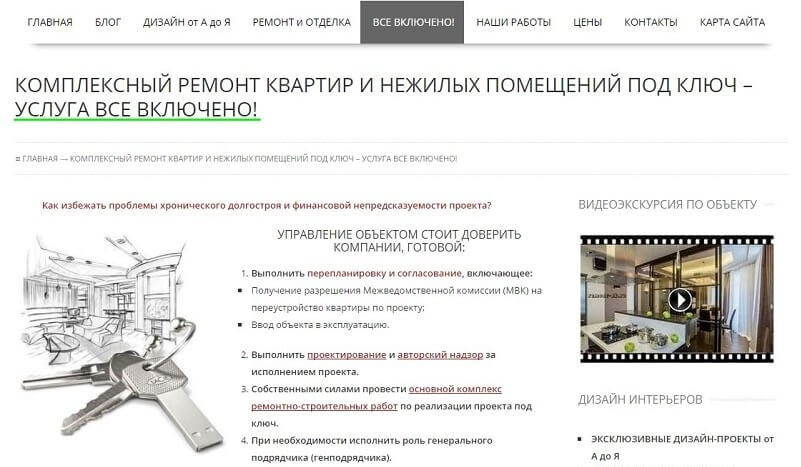 ГЛАВНАЯ БЛОГ ДИЗАЙН от А до Я РЕМОНТ и ОТДЕЛКА ВСЕ ВКЛЮЧЕНО! НАШИ РАБОТЫ ЦЕНЫ КОНТАКТЫ КАРТА САЙТА
КОМПЛЕКСНЫЙ РЕМОНТ КВАРТИР И НЕЖИЛЫХ ПОМЕЩЕНИЙ ПОД КЛЮЧ –
УСЛУГА ВСЕ ВКЛЮЧЕНО!
≡ ГЛАВНАЯ → КОМПЛЕКСНЫЙ РЕМОНТ КВАРТИР И НЕЖИЛЫХ ПОМЕЩЕНИЙ ПОД КЛЮЧ – УСЛУГА ВСЕ ВКЛЮЧЕНО!
Как избежать проблемы хронического долгостроя и финансовой непредсказуемости проекта?
УПРАВЛЕНИЕ ОБЪЕКТОМ СТОИТ ДОВЕРИТЬ
КОМПАНИИ, ГОТОВОЙ:
1. Выполнить перепланировку и согласование, включающее:
▪ Получение разрешения Межведомственной комиссии (МВК) на
переустройство квартиры по проекту;
▪ Ввод объекта в эксплуатацию.
2. Выполнить проектирование и авторский надзор за
исполнением проекта.
3. Собственными силами провести основной комплекс
ремонтно-строительных работ по реализации проекта под
ключ.
4. При необходимости исполнить роль генерального
подрядчика (генподрядчика).
ВИДЕОЭКСКУРСИЯ ПО ОБЪЕКТУ
ДИЗАЙН ИНТЕРЬЕРОВ
▪ ЭКСКЛЮЗИВНЫЕ ДИЗАЙН-ПРОЕКТЫ от
А до Я